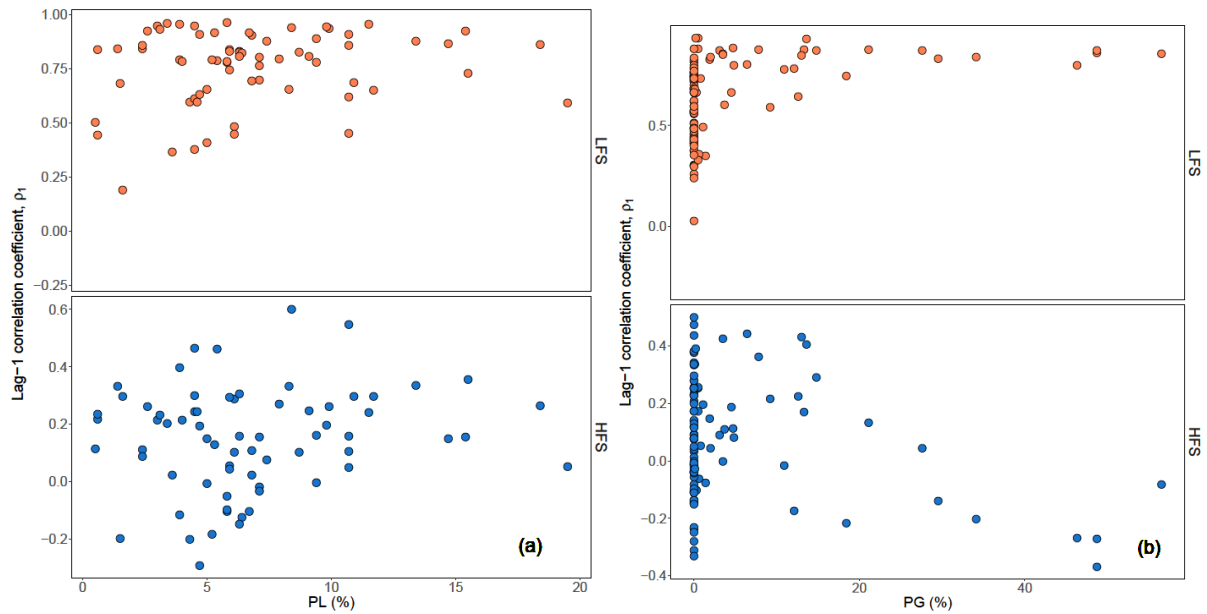 1.00
0.75
0.50
0.25
0.00
−0.25
LFS
Lag-1 correlation coefficient, ρ1
0.6
0.4
0.2
0.0
−0.2
HFS
(a)
0 5 10 15 20
PL (%)
0.5
0.0
LFS
Lag-1 correlation coefficient, ρ1
0.4
0.2
0.0
−0.2
−0.4
HFS
(b)
0 20 40
PG (%)